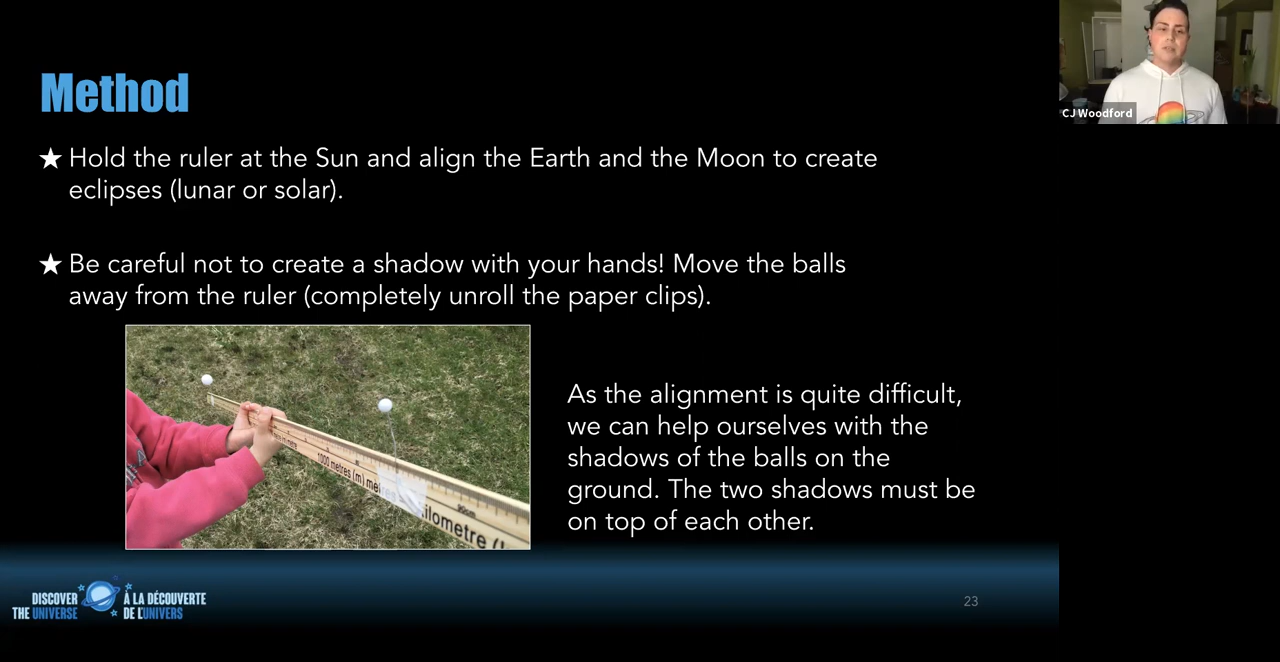 Method
★ Hold the ruler at the Sun and align the Earth and the Moon to create
eclipses (lunar or solar).
★ Be careful not to create a shadow with your hands! Move the balls
away from the ruler (completely unroll the paper clips).
As the alignment is quite difficult,
we can help ourselves with the
shadows of the balls on the
ground. The two shadows must be
on top of each other.
1000 metres (m)
DISCOVER
THE UNIVERSE
À LA DÉCOUVERTE
DE L'UNIVERS
23
CJ Woodford